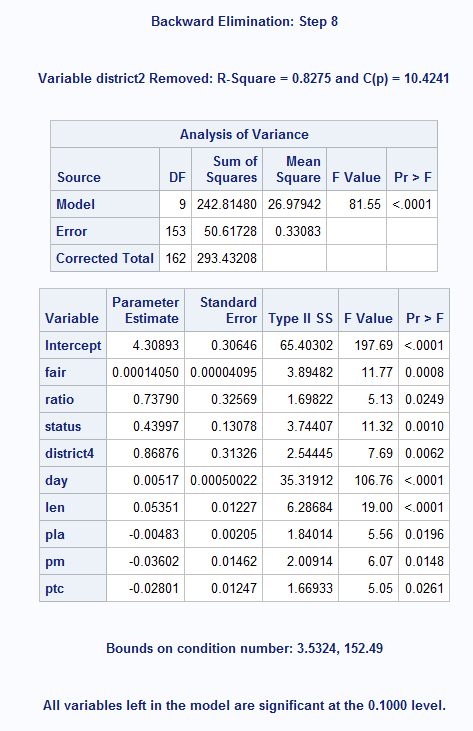 Backward Elimination: Step 8
Variable district2 Removed: R-Square = 0.8275 and C(p) = 10.4241
Analysis of Variance
Source DF Sum of Squares Mean Square F Value Pr > F
Model 9 242.81480 26.97942 81.55 <.0001
Error 153 50.61728 0.33083
Corrected Total 162 293.43208
Variable Parameter Estimate Standard Error Type II SS F Value Pr > F
Intercept 4.30893 0.30646 65.40302 197.69 <.0001
fair 0.00014050 0.00004095 3.89482 11.77 0.0008
ratio 0.73790 0.32569 1.69822 5.13 0.0249
status 0.43997 0.13078 3.74407 11.32 0.0010
district4 0.86876 0.31326 2.54445 7.69 0.0062
day 0.00517 0.00050022 35.31912 106.76 <.0001
len 0.05351 0.01227 6.28684 19.00 <.0001
pla -0.00483 0.00205 1.84014 5.56 0.0196
pm -0.03602 0.01462 2.00914 6.07 0.0148
ptc -0.02801 0.01247 1.66933 5.05 0.0261
Bounds on condition number: 3.5324, 152.49
All variables left in the model are significant at the 0.1000 level.